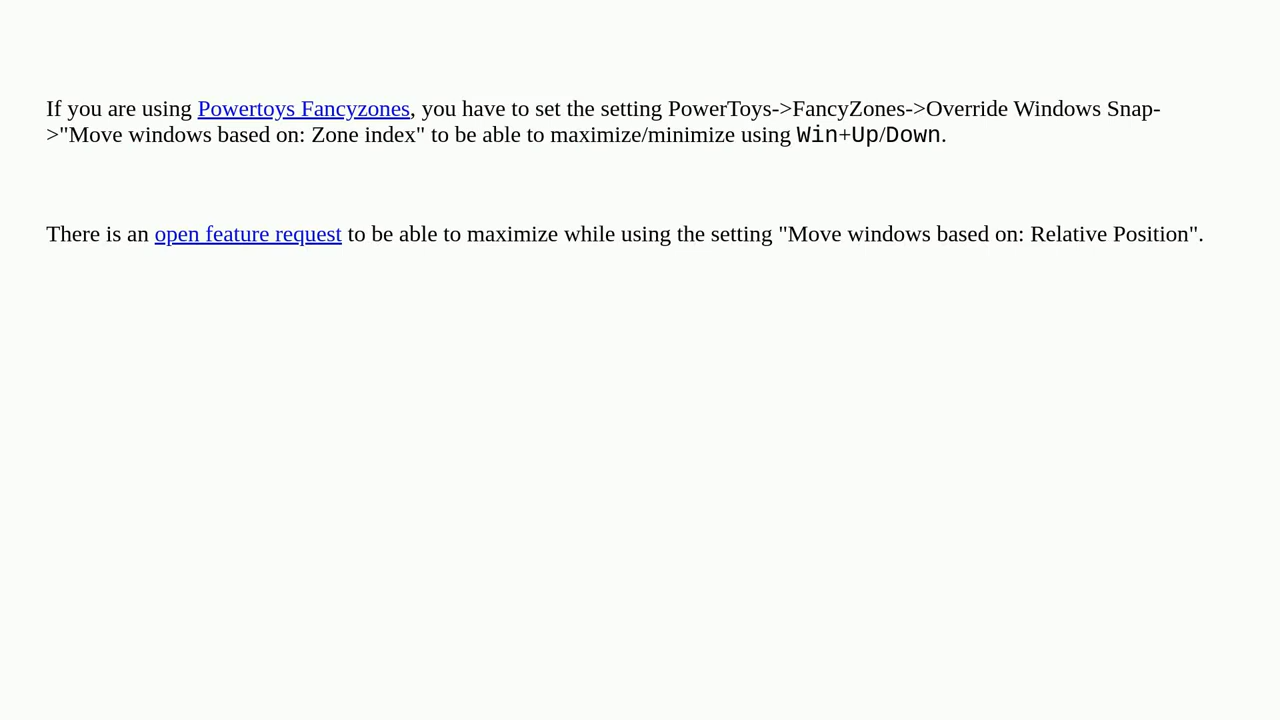 If you are using Powertoys Fancyzones, you have to set the setting PowerToys->FancyZones->Override Windows Snap-
>"Move windows based on: Zone index" to be able to maximize/minimize using Win+Up/Down.
There is an open feature request to be able to maximize while using the setting "Move windows based on: Relative Position".